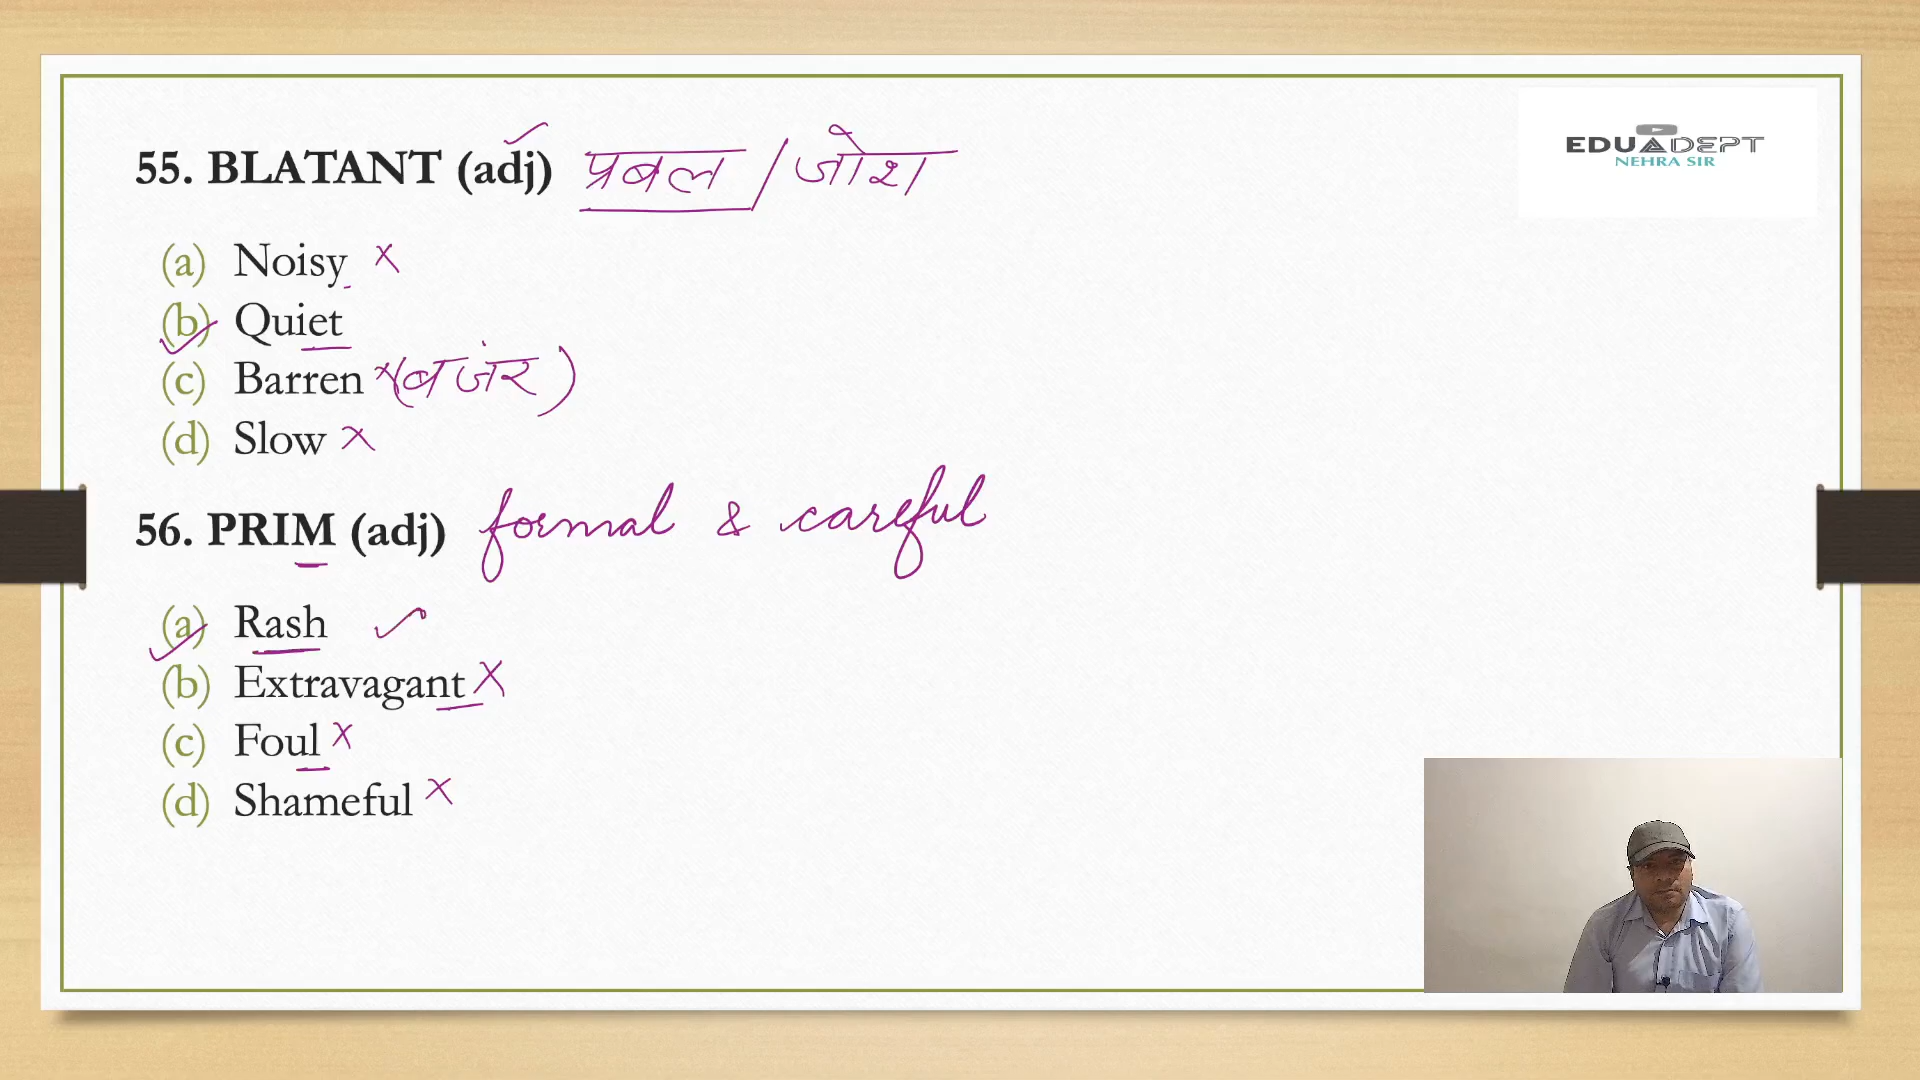 EDUADEPT
NEHRA SIR
55. BLATANT (adj) प्रबल / जोश
(a) Noisy x
(b) Quiet
(c) Barren x (बजंर)
(d) Slow x
56. PRIM (adj) formal & careful
(a) Rash
(b) Extravagant x
(c) Foul x
(d) Shameful x